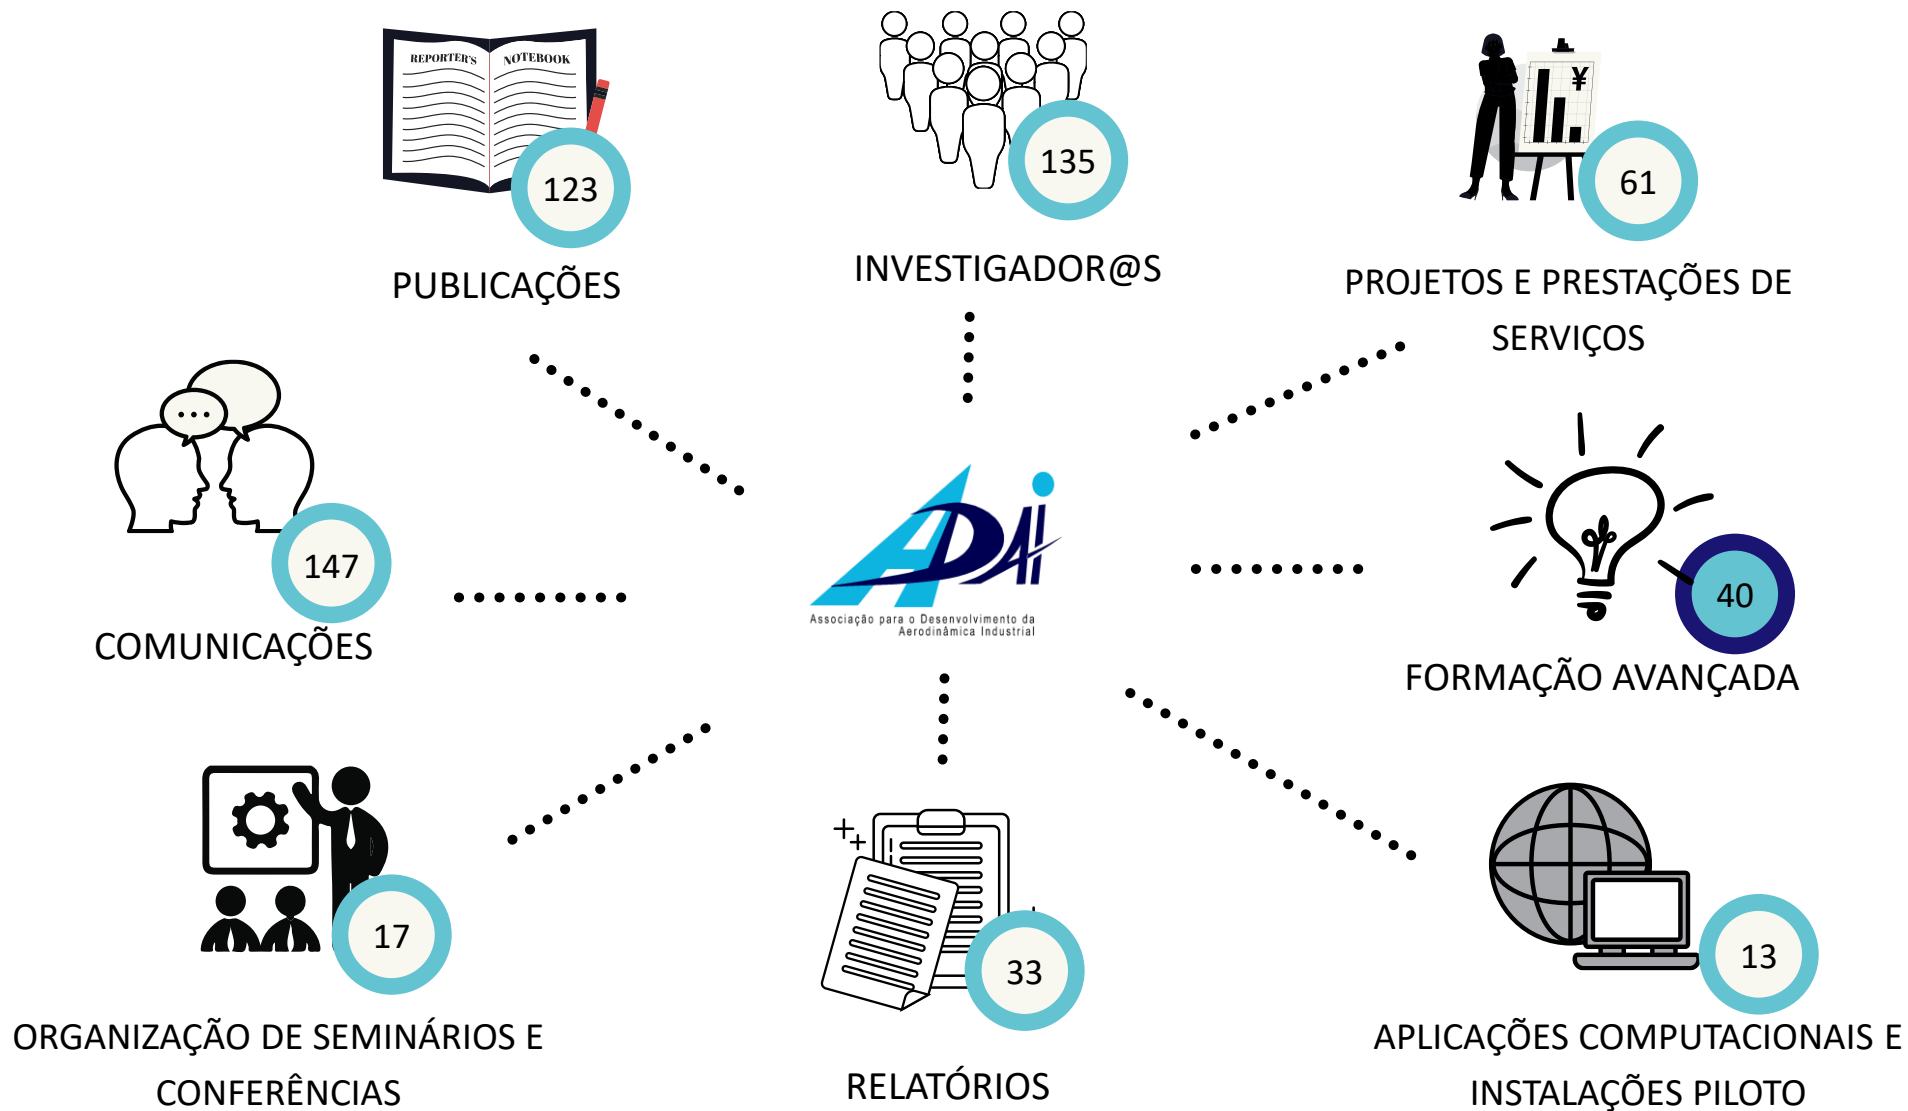 REPORTER'S NOTEBOOK
123
PUBLICAÇÕES
135
INVESTIGADOR@S
¥
61
PROJETOS E PRESTAÇÕES DE
SERVIÇOS
147
COMUNICAÇÕES
ADAI
Associação para o Desenvolvimento da
Aerodinâmica Industrial
40
FORMAÇÃO AVANÇADA
17
ORGANIZAÇÃO DE SEMINÁRIOS E
CONFERÊNCIAS
33
RELATÓRIOS
13
APLICAÇÕES COMPUTACIONAIS E
INSTALAÇÕES PILOTO